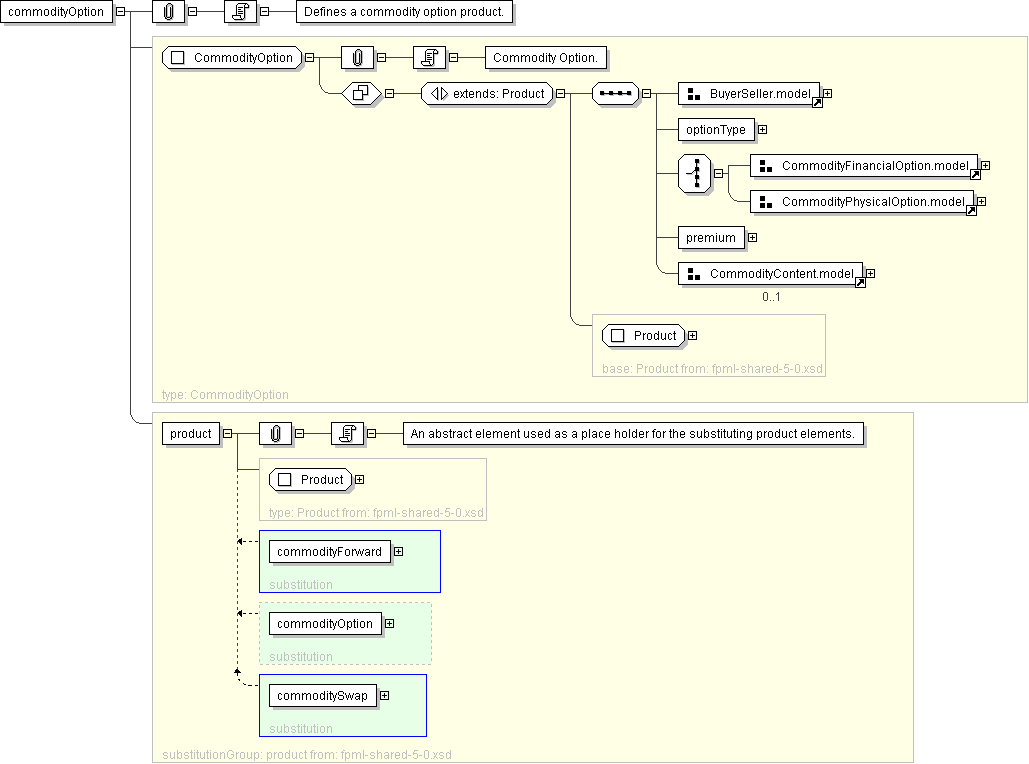 commodityOption
Defines a commodity option product.
CommodityOption
Commodity Option.
extends: Product
BuyerSeller.model
optionType
CommodityFinancialOption.model
CommodityPhysicalOption.model
premium
CommodityContent.model
0..1
Product
base: Product from: fpml-shared-5-0.xsd
type: CommodityOption
product
An abstract element used as a place holder for the substituting product elements.
Product
type: Product from: fpml-shared-5-0.xsd
commodityForward
substitution
commodityOption
substitution
commoditySwap
substitution
substitutionGroup: product from: fpml-shared-5-0.xsd